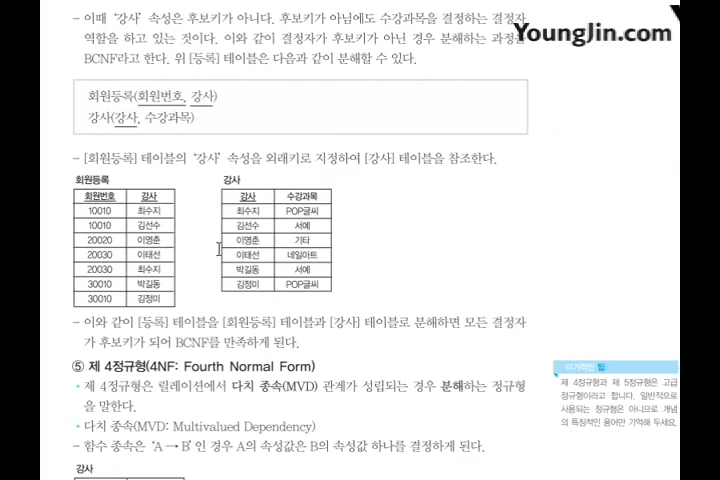 YoungJin.com
- 이때 '강사' 속성은 후보키가 아니다. 후보키가 아님에도 수강과목을 결정하는 결정자
역할을 하고 있는 것이다. 이와 같이 결정자가 후보키가 아닌 경우 분해하는 과정을
BCNF라고 한다. 위 [등록] 테이블은 다음과 같이 분해할 수 있다.
회원등록(회원번호, 강사)
강사(강사, 수강과목)
- [회원등록] 테이블의 '강사' 속성을 외래키로 지정하여 [강사] 테이블을 참조한다.
회원등록
회원번호 강사
10010 최수지
10010 김선수
20020 이영춘
20030 이태선
20030 최수지
30010 박길동
30010 김정미
강사
강사 수강과목
최수지 POP글씨
김선수 서예
이영춘 기타
이태선 네일아트
박길동 서예
김정미 POP글씨
- 이와 같이 [등록] 테이블을 [회원등록] 테이블과 [강사] 테이블로 분해하면 모든 결정자
가 후보키가 되어 BCNF를 만족하게 된다.
⑤ 제 4정규형(4NF: Fourth Normal Form)
• 제 4정규형은 릴레이션에서 다치 종속(MVD) 관계가 성립되는 경우 분해하는 정규형
을 말한다.
• 다치 종속(MVD: Multivalued Dependency)
- 함수 종속은 'A → B'인 경우 A의 속성값은 B의 속성값 하나를 결정하게 된다.
강사
제 4정규형과 제 5정규형은 고급
정규형이라고 합니다. 일반적으로
사용되는 정규형은 아니므로 개념
의 특징적인 용어만 기억해 두세요.